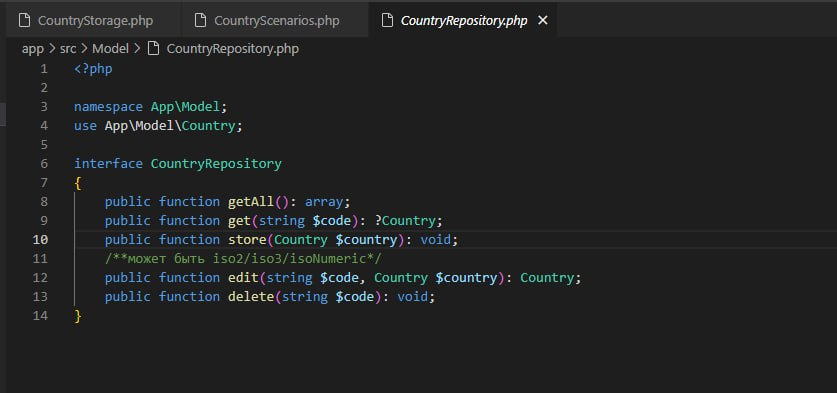 CountryStorage.php CountryScenarios.php CountryRepository.php
app > src > Model > CountryRepository.php
1 <?php
2
3 namespace App\Model;
4 use App\Model\Country;
5
6 interface CountryRepository
7 {
8 public function getAll(): array;
9 public function get(string $code): ?Country;
10 public function store(Country $country): void;
11 /**может быть iso2/iso3/isoNumeric*/
12 public function edit(string $code, Country $country): Country;
13 public function delete(string $code): void;
14 }